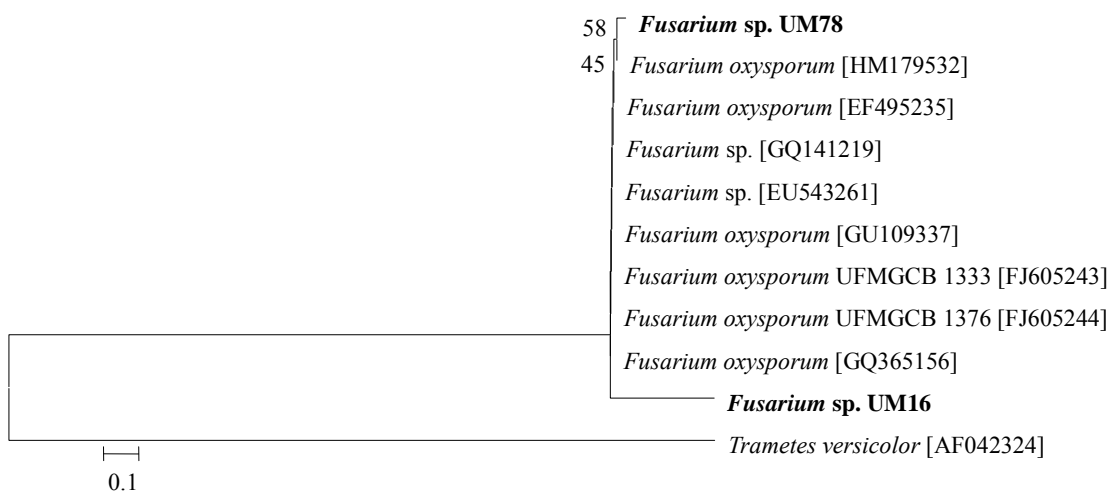 58
Fusarium sp. UM78
45
Fusarium oxysporum [HM179532]
Fusarium oxysporum [EF495235]
Fusarium sp. [GQ141219]
Fusarium sp. [EU543261]
Fusarium oxysporum [GU109337]
Fusarium oxysporum UFMGCB 1333 [FJ605243]
Fusarium oxysporum UFMGCB 1376 [FJ605244]
Fusarium oxysporum [GQ365156]
Fusarium sp. UM16
Trametes versicolor [AF042324]
0.1